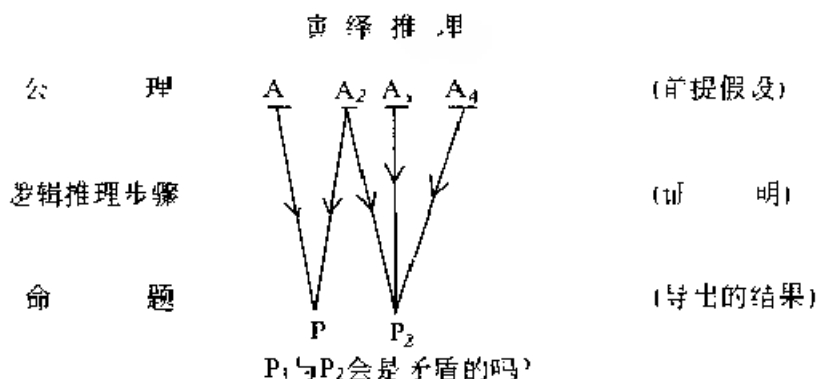 演绎推理
公 理 A A₂ A₃ A₄ (前提假设)
逻辑推理步骤 (证 明)
命 题 P P₂ (导出的结果)
P₁与P₂会是矛盾的吗?